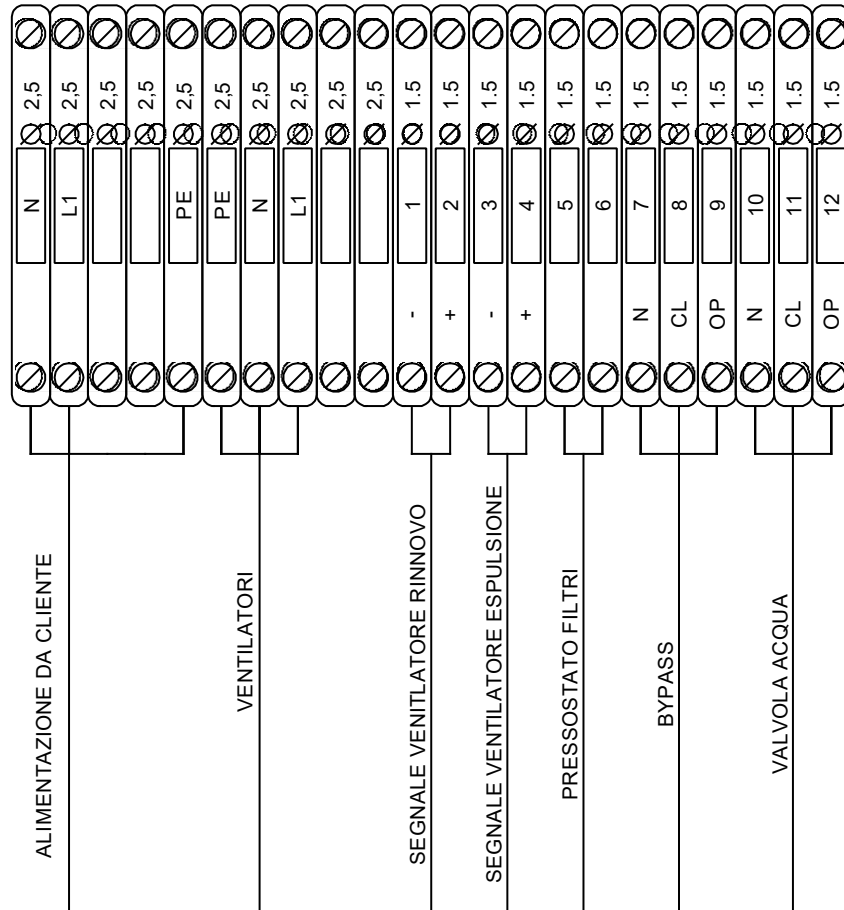 2,5 2,5 2,5 2,5 2,5 2,5 2,5 2,5 2,5 2,5 1.5 1.5 1.5 1.5 1.5 1.5 1.5 1.5 1.5 1.5 1.5 1.5
N L1 PE PE N L1 1 2 3 4 5 6 7 8 9 10 11 12
- + - + N CL OP N CL OP
ALIMENTAZIONE DA CLIENTE
VENTILATORI
SEGNALE VENITLATORE RINNOVO
SEGNALE VENTILATORE ESPULSIONE
PRESSOSTATO FILTRI
BYPASS
VALVOLA ACQUA